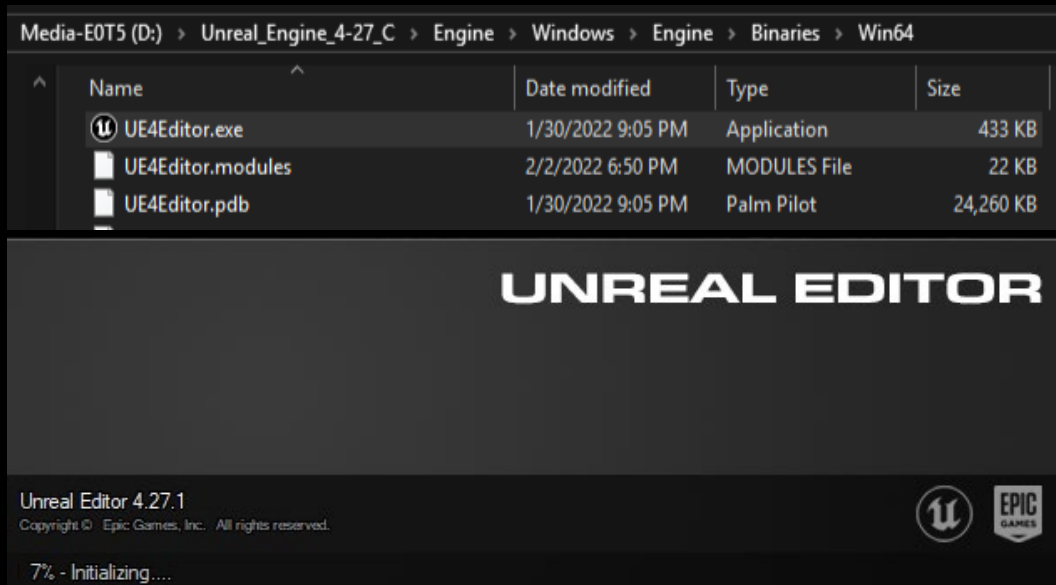 Media-E0T5 (D:) > Unreal_Engine_4-27_C > Engine > Windows > Engine > Binaries > Win64
Name Date modified Type Size
UE4Editor.exe 1/30/2022 9:05 PM Application 433 KB
UE4Editor.modules 2/2/2022 6:50 PM MODULES File 22 KB
UE4Editor.pdb 1/30/2022 9:05 PM Palm Pilot 24,260 KB
UNREAL EDITOR
Unreal Editor 4.27.1
Copyright © Epic Games, Inc. All rights reserved.
EPIC
GAMES
7% - Initializing....